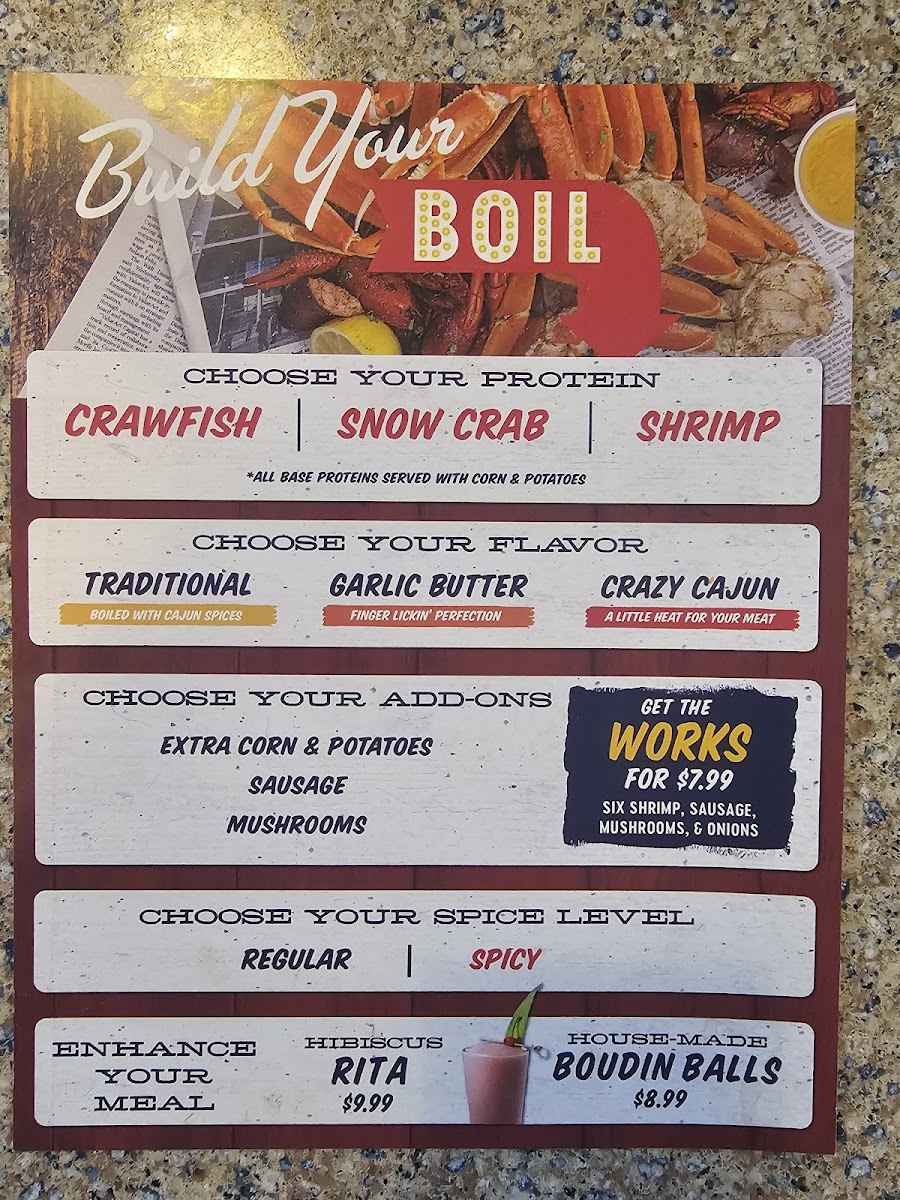 Build Your
BOIL
CHOOSE YOUR PROTEIN
CRAWFISH | SNOW CRAB | SHRIMP
*ALL BASE PROTEINS SERVED WITH CORN & POTATOES
CHOOSE YOUR FLAVOR
TRADITIONAL GARLIC BUTTER CRAZY CAJUN
BOILED WITH CAJUN SPICES FINGER LICKIN' PERFECTION A LITTLE HEAT FOR YOUR MEAT
CHOOSE YOUR ADD-ONS
EXTRA CORN & POTATOES
SAUSAGE
MUSHROOMS
GET THE
WORKS
FOR $7.99
SIX SHRIMP, SAUSAGE,
MUSHROOMS, & ONIONS
CHOOSE YOUR SPICE LEVEL
REGULAR | SPICY
ENHANCE
YOUR
MEAL
HIBISCUS
RITA
$9.99
HOUSE-MADE
BOUDIN BALLS
$8.99